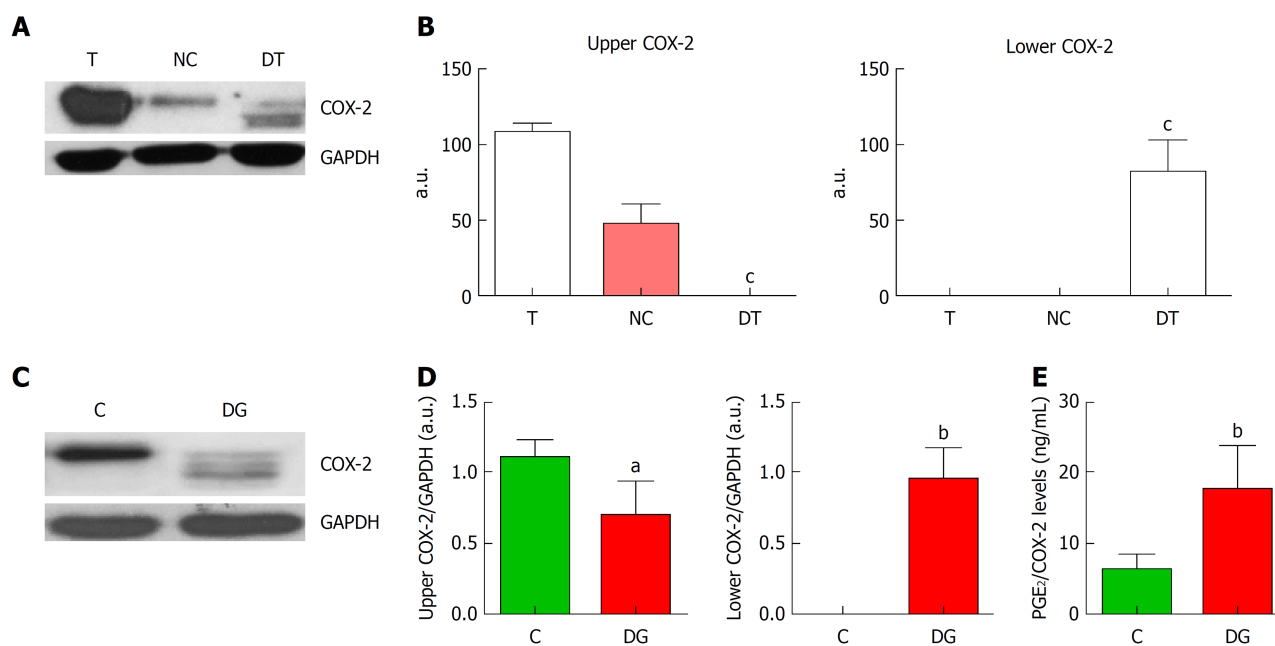 A
T NC DT
COX-2
GAPDH
B
Upper COX-2
150
100
50
0
a.u.
c
T NC DT
Lower COX-2
150
100
50
0
a.u.
c
T NC DT
C
C DG
COX-2
GAPDH
D
Upper COX-2/GAPDH (a.u.)
1.5
1.0
0.5
0.0
a
C DG
Lower COX-2/GAPDH (a.u.)
1.5
1.0
0.5
0.0
b
C DG
E
PGE₂/COX-2 levels (ng/mL)
30
20
10
0
b
C DG